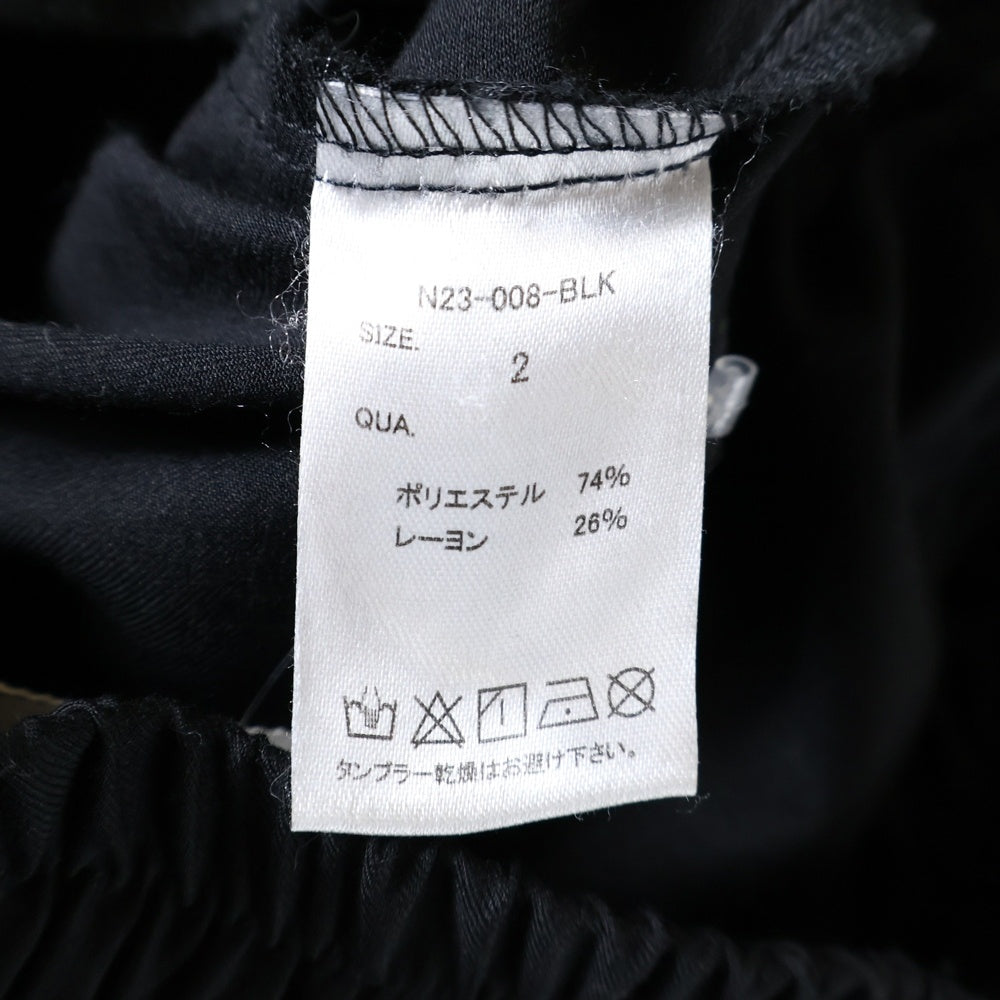 N23-008-BLK
SIZE.
2
QUA.
ポリエステル 74%
レーヨン 26%
タンブラー乾燥はお避け下さい。